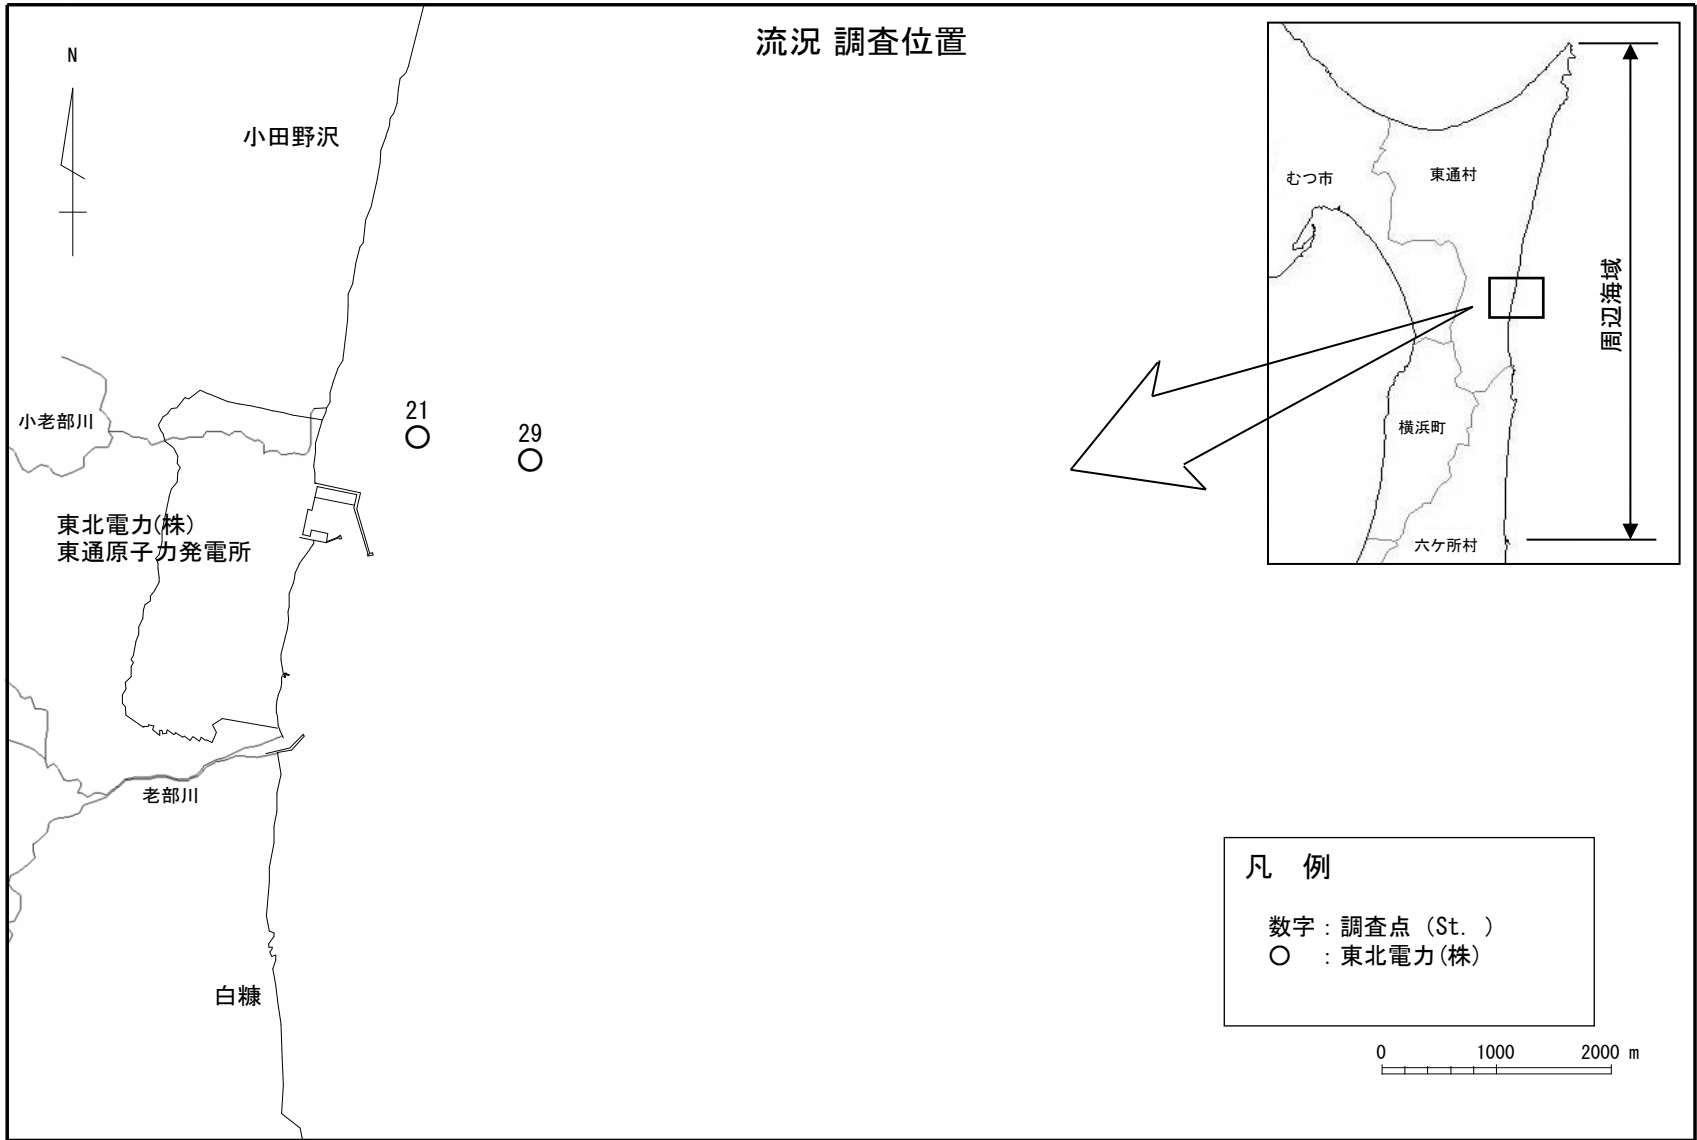 流況 調査位置
N
小田野沢
むつ市
東通村
周辺海域
小老部川
21
29
横浜町
東北電力(株)
東通原子力発電所
六ケ所村
老部川
凡 例
数字：調査点（St. ）
○ ：東北電力(株)
白糠
0 1000 2000 m